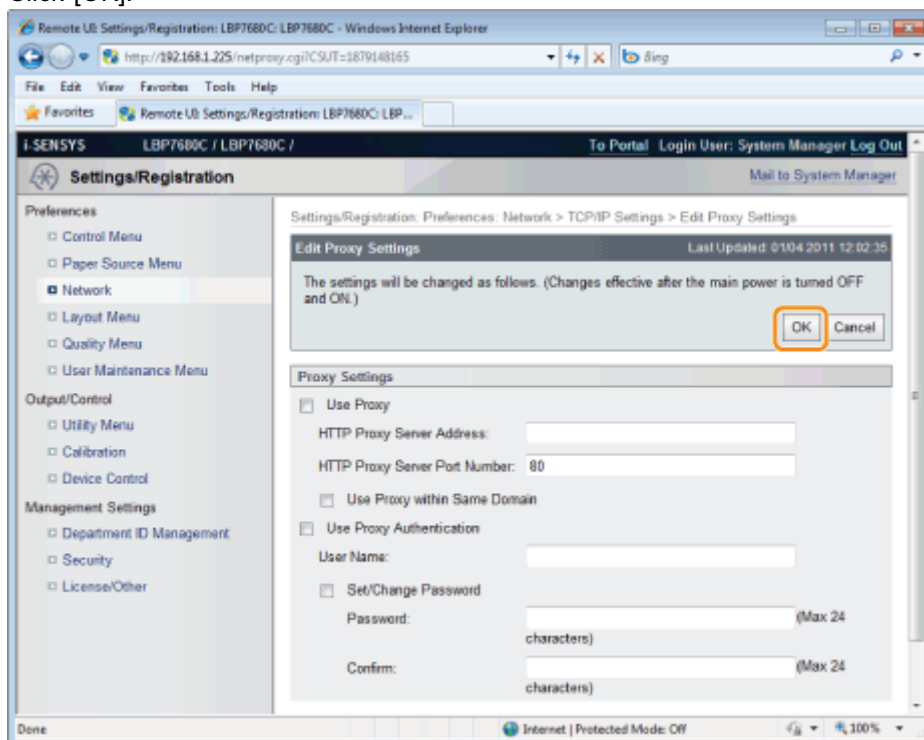 Click [OK].
Remote UI: Settings/Registration: LBP7680C: LBP7680C - Windows Internet Explorer
http://192.168.1.225/netproxy.cgi?CSUT=1879148165
Bing
File Edit View Favorites Tools Help
Favorites Remote UI: Settings/Registration: LBP7680C: LBP...
i-SENSYS LBP7680C / LBP7680C / To Portal Login User: System Manager Log Out
Settings/Registration Mail to System Manager
Preferences
Control Menu
Paper Source Menu
Network
Layout Menu
Quality Menu
User Maintenance Menu
Output/Control
Utility Menu
Calibration
Device Control
Management Settings
Department ID Management
Security
License/Other
Settings/Registration: Preferences: Network > TCP/IP Settings > Edit Proxy Settings
Edit Proxy Settings Last Updated: 01/04 2011 12:02:35
The settings will be changed as follows. (Changes effective after the main power is turned OFF
and ON.)
OK Cancel
Proxy Settings
Use Proxy
HTTP Proxy Server Address:
HTTP Proxy Server Port Number: 80
Use Proxy within Same Domain
Use Proxy Authentication
User Name:
Set/Change Password
Password: (Max 24
characters)
Confirm: (Max 24
characters)
Done Internet | Protected Mode: Off 100%